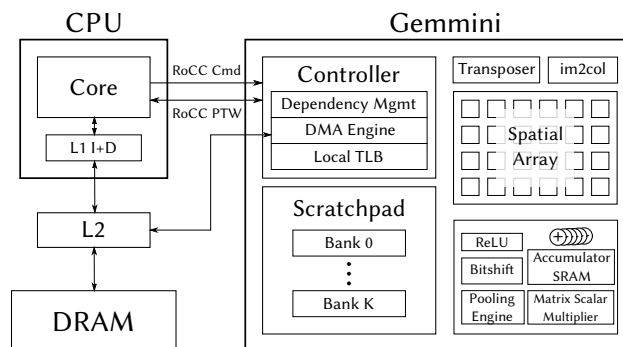 CPU
Core
L1 I+D
L2
DRAM
RoCC Cmd
RoCC PTW
Gemmini
Controller
Dependency Mgmt
DMA Engine
Local TLB
Scratchpad
Bank 0
Bank K
Transposer
im2col
Spatial
Array
ReLU
Bitshift
Accumulator
SRAM
Pooling
Engine
Matrix Scalar
Multiplier